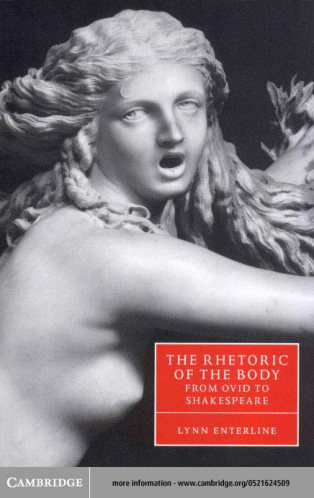 THE RHETORIC
OF THE BODY
FROM OVID TO
SHAKESPEARE
LYNN ENTERLINE
CAMBRIDGE
more information - www.cambridge.org/0521624509